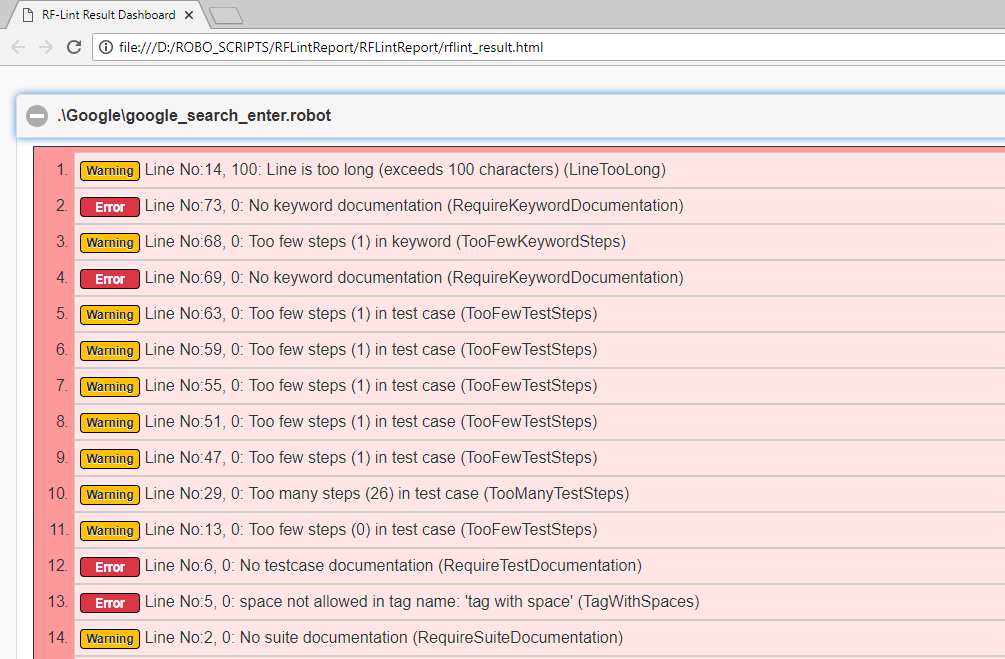 RF-Lint Result Dashboard
file:///D:/ROBO_SCRIPTS/RFLintReport/RFLintReport/rflint_result.html
.\Google\google_search_enter.robot
1. Warning Line No:14, 100: Line is too long (exceeds 100 characters) (LineTooLong)
2. Error Line No:73, 0: No keyword documentation (RequireKeywordDocumentation)
3. Warning Line No:68, 0: Too few steps (1) in keyword (TooFewKeywordSteps)
4. Error Line No:69, 0: No keyword documentation (RequireKeywordDocumentation)
5. Warning Line No:63, 0: Too few steps (1) in test case (TooFewTestSteps)
6. Warning Line No:59, 0: Too few steps (1) in test case (TooFewTestSteps)
7. Warning Line No:55, 0: Too few steps (1) in test case (TooFewTestSteps)
8. Warning Line No:51, 0: Too few steps (1) in test case (TooFewTestSteps)
9. Warning Line No:47, 0: Too few steps (1) in test case (TooFewTestSteps)
10. Warning Line No:29, 0: Too many steps (26) in test case (TooManyTestSteps)
11. Warning Line No:13, 0: Too few steps (0) in test case (TooFewTestSteps)
12. Error Line No:6, 0: No testcase documentation (RequireTestDocumentation)
13. Error Line No:5, 0: space not allowed in tag name: 'tag with space' (TagWithSpaces)
14. Warning Line No:2, 0: No suite documentation (RequireSuiteDocumentation)